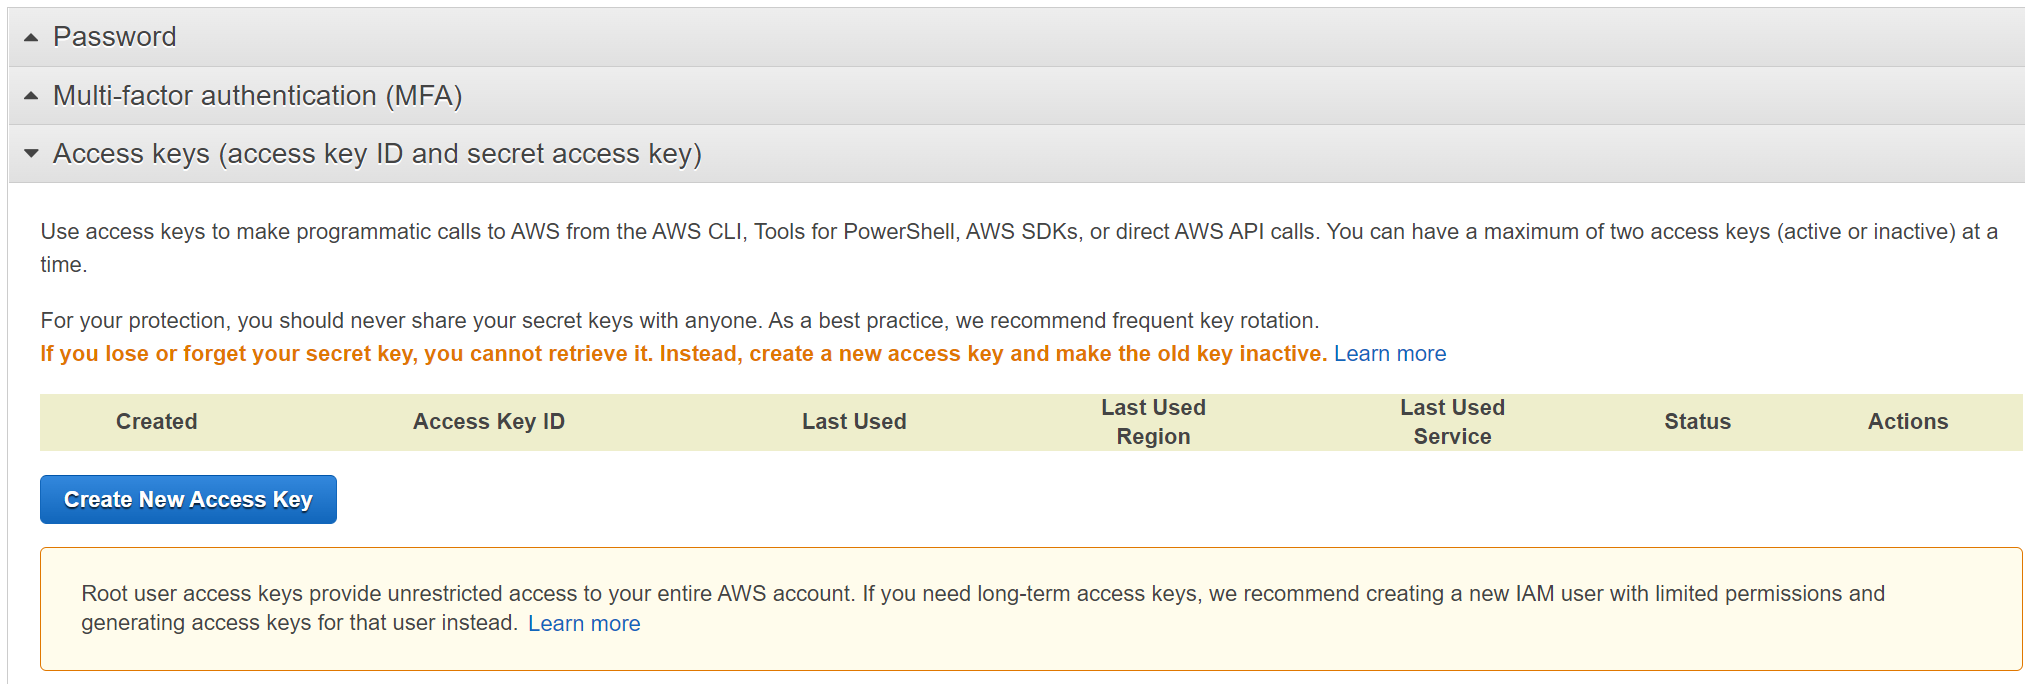 Password
Multi-factor authentication (MFA)
Access keys (access key ID and secret access key)
Use access keys to make programmatic calls to AWS from the AWS CLI, Tools for PowerShell, AWS SDKs, or direct AWS API calls. You can have a maximum of two access keys (active or inactive) at a
time.
For your protection, you should never share your secret keys with anyone. As a best practice, we recommend frequent key rotation.
If you lose or forget your secret key, you cannot retrieve it. Instead, create a new access key and make the old key inactive. Learn more
Created Access Key ID Last Used Last Used Region Last Used Service Status Actions
Create New Access Key
Root user access keys provide unrestricted access to your entire AWS account. If you need long-term access keys, we recommend creating a new IAM user with limited permissions and
generating access keys for that user instead. Learn more